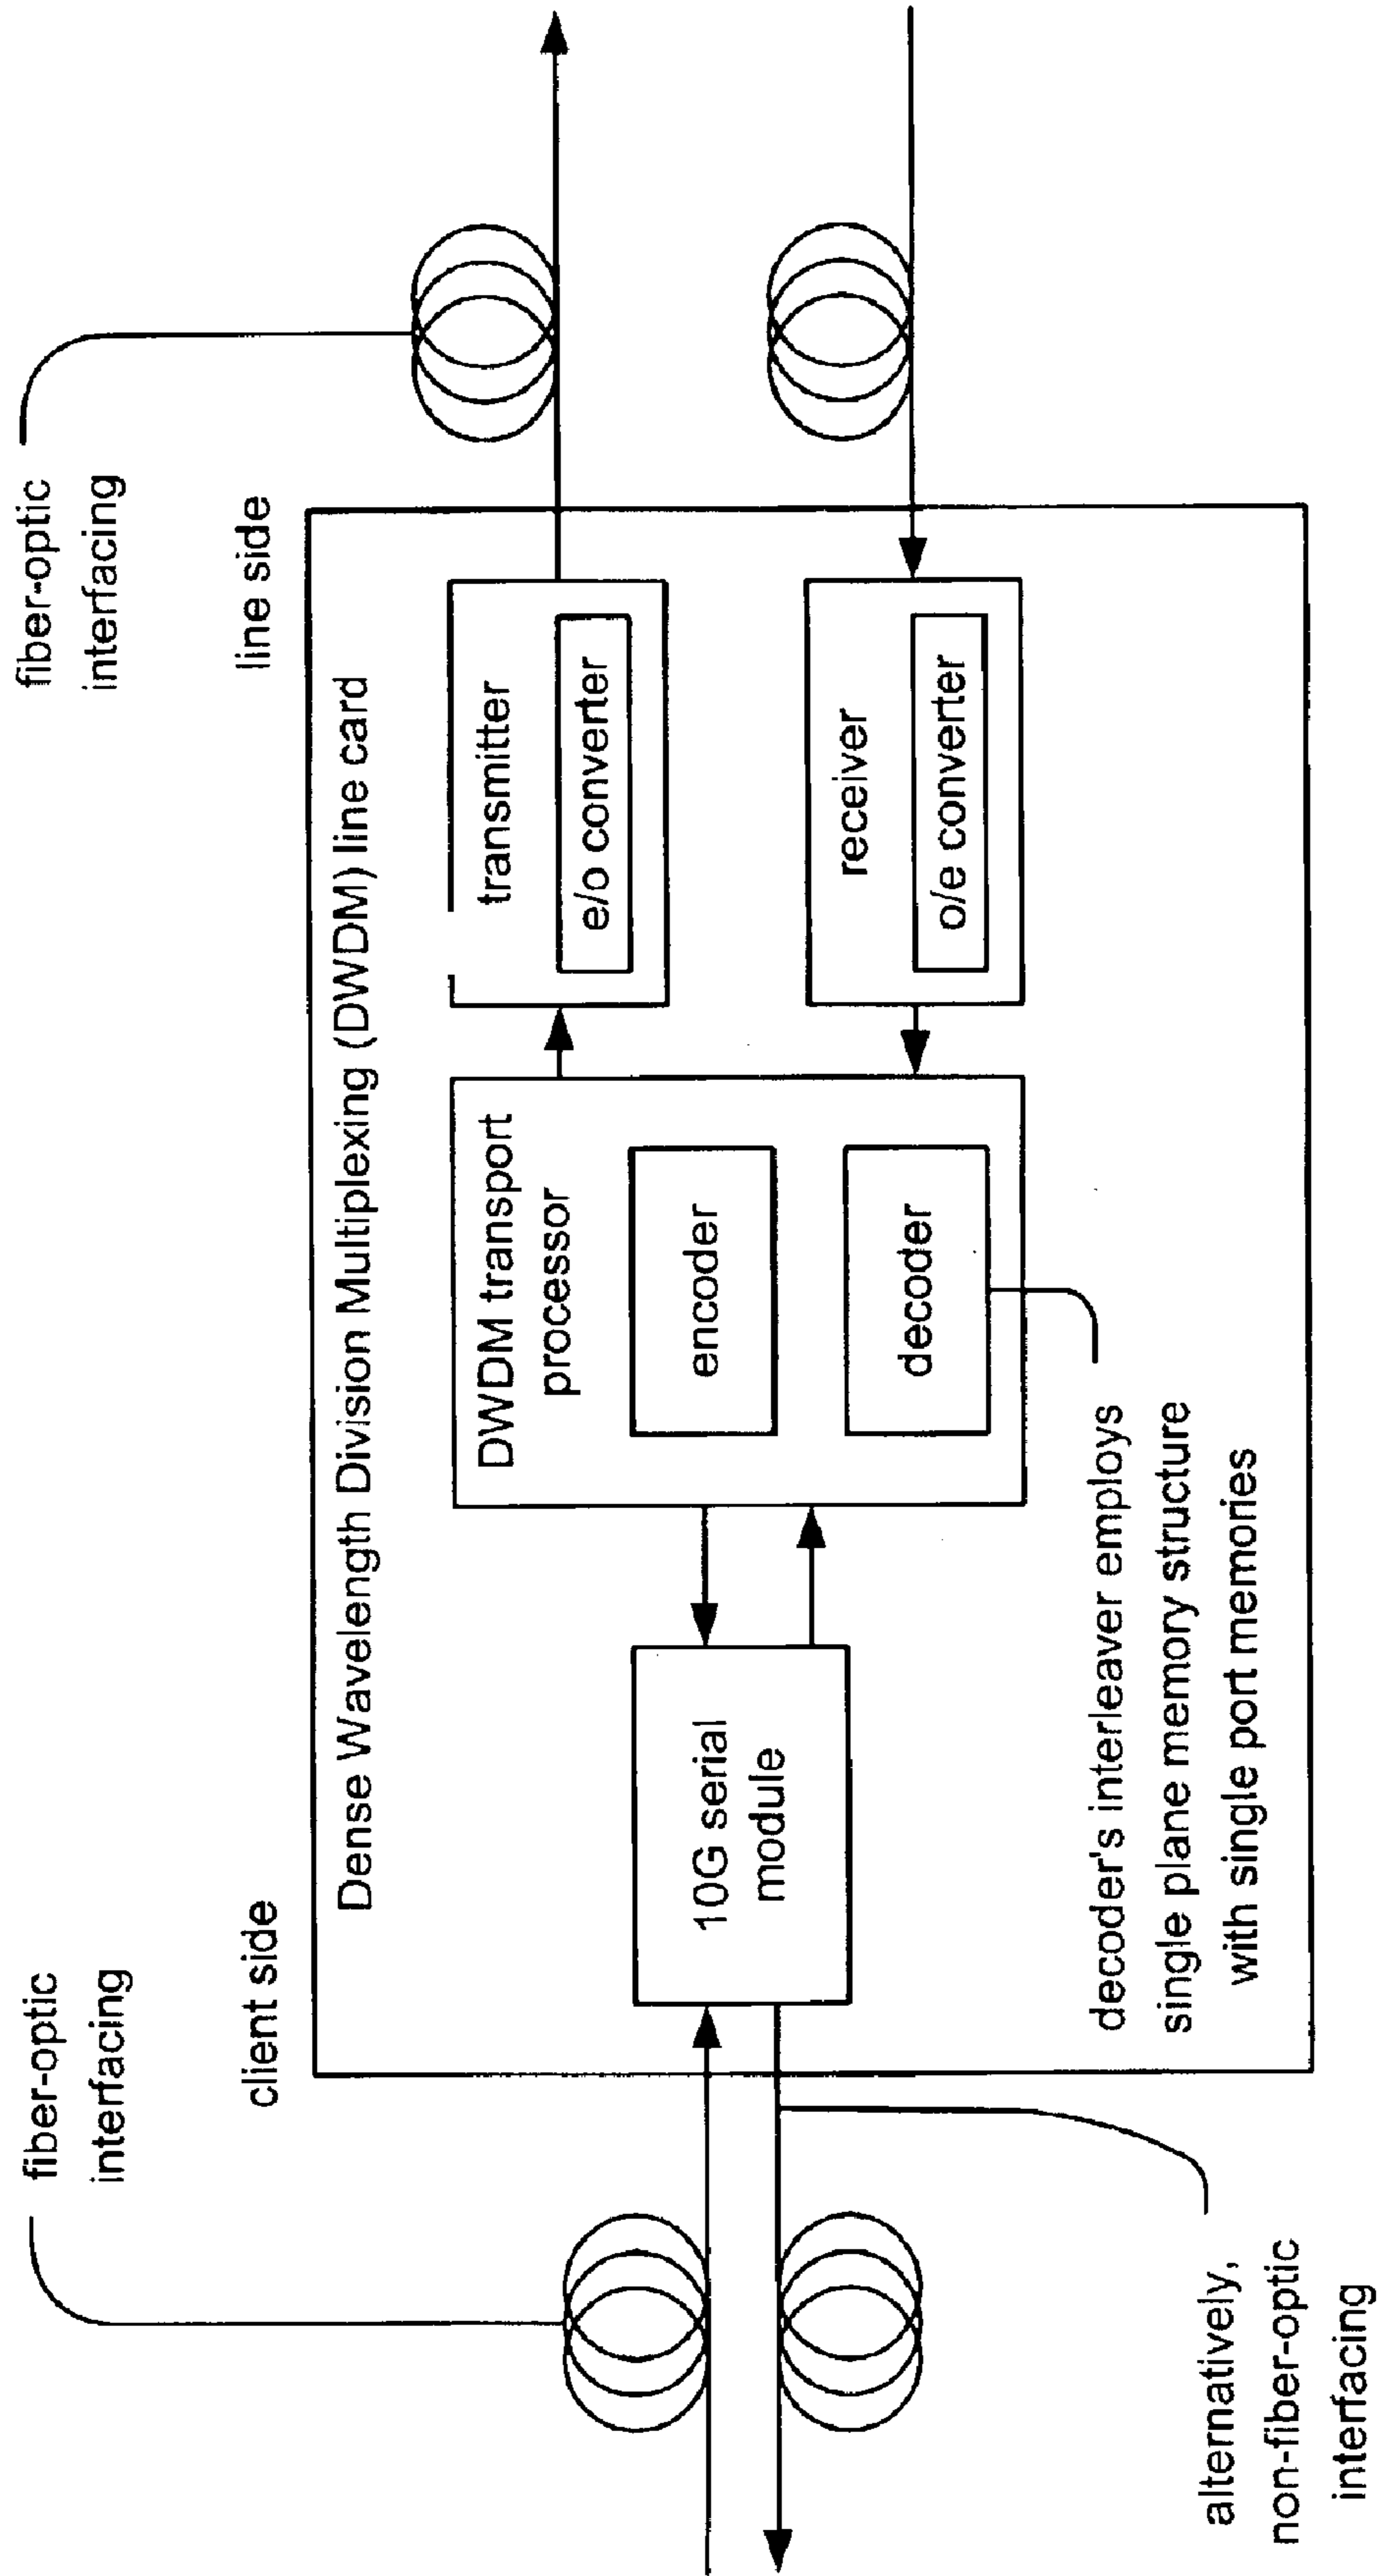 fiber-optic
interfacing
fiber-optic
interfacing
client side
line side
Dense Wavelength Division Multiplexing (DWDM) line card
10G serial
module
DWDM transport
processor
encoder
decoder
transmitter
e/o converter
receiver
o/e converter
decoder's interleaver employs
single plane memory structure
with single port memories
alternatively,
non-fiber-optic
interfacing